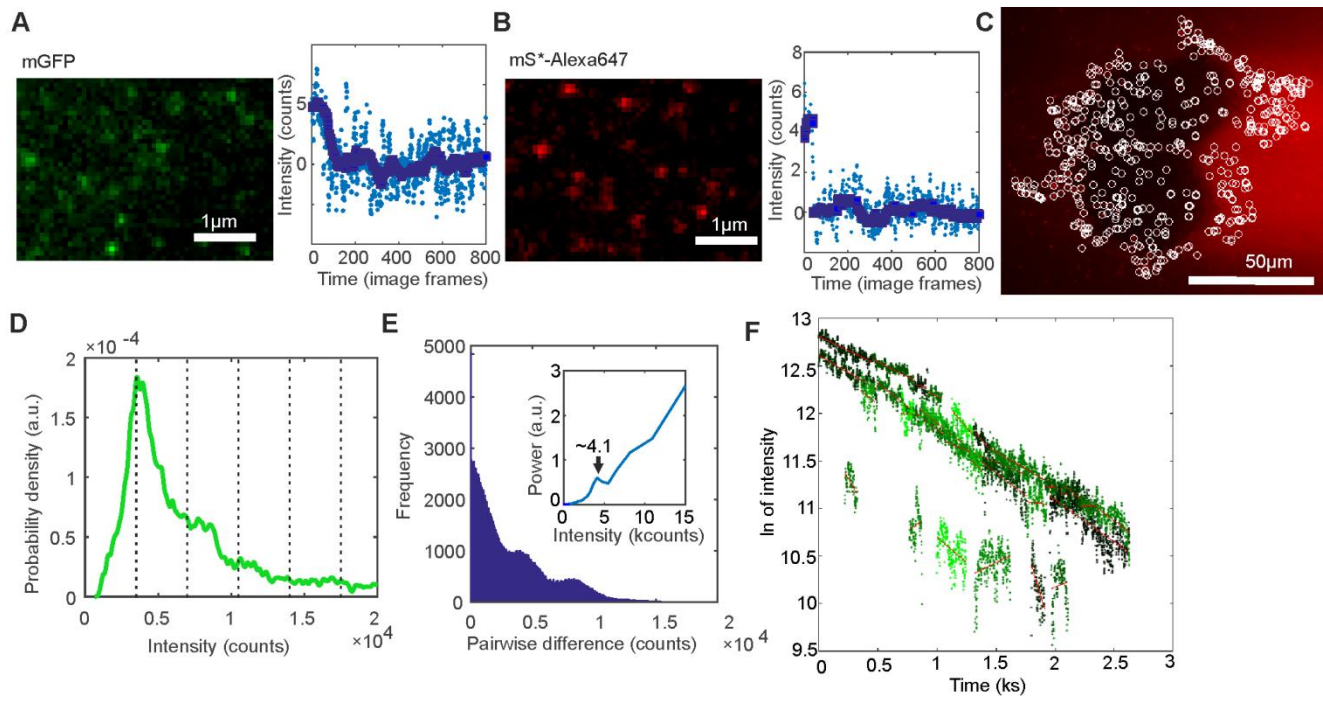 A
mGFP
1µm
Intensity (counts)
5
0
0 200 400 600 800
Time (image frames)
B
mS*-Alexa647
1µm
Intensity (counts)
8
6
4
2
0
-2
0 200 400 600 800
Time (image frames)
C
50µm
D
×10 -4
Probability density (a.u.)
2
1.5
1
0.5
0
0 0.5 1 1.5 2
×10 4
Intensity (counts)
E
Frequency
5000
4000
3000
2000
1000
0
0 1 2
×10 4
Pairwise difference (counts)
Power (a.u.)
3
2
1
0
~4.1
0 5 10 15
Intensity (kcounts)
F
ln of intensity
13
12.5
12
11.5
11
10.5
10
9.5
0 0.5 1 1.5 2 2.5 3
Time (ks)